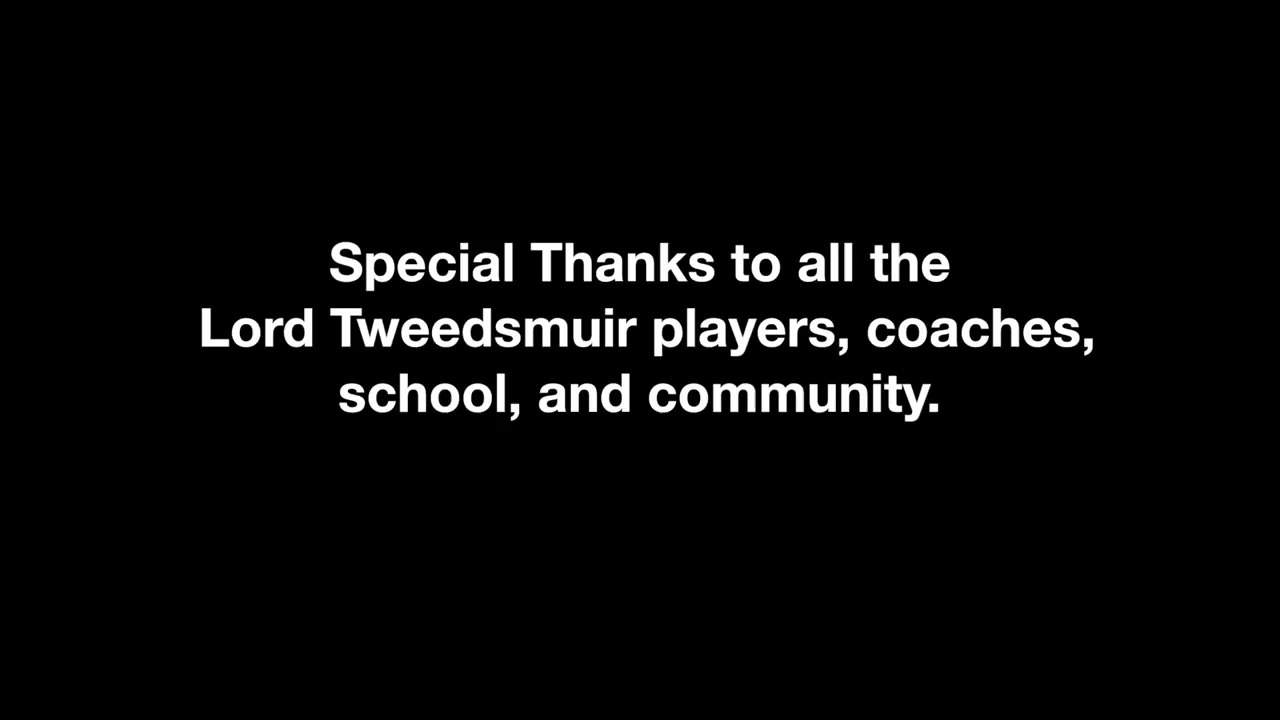 Special Thanks to all the
Lord Tweedsmuir players, coaches,
school, and community.